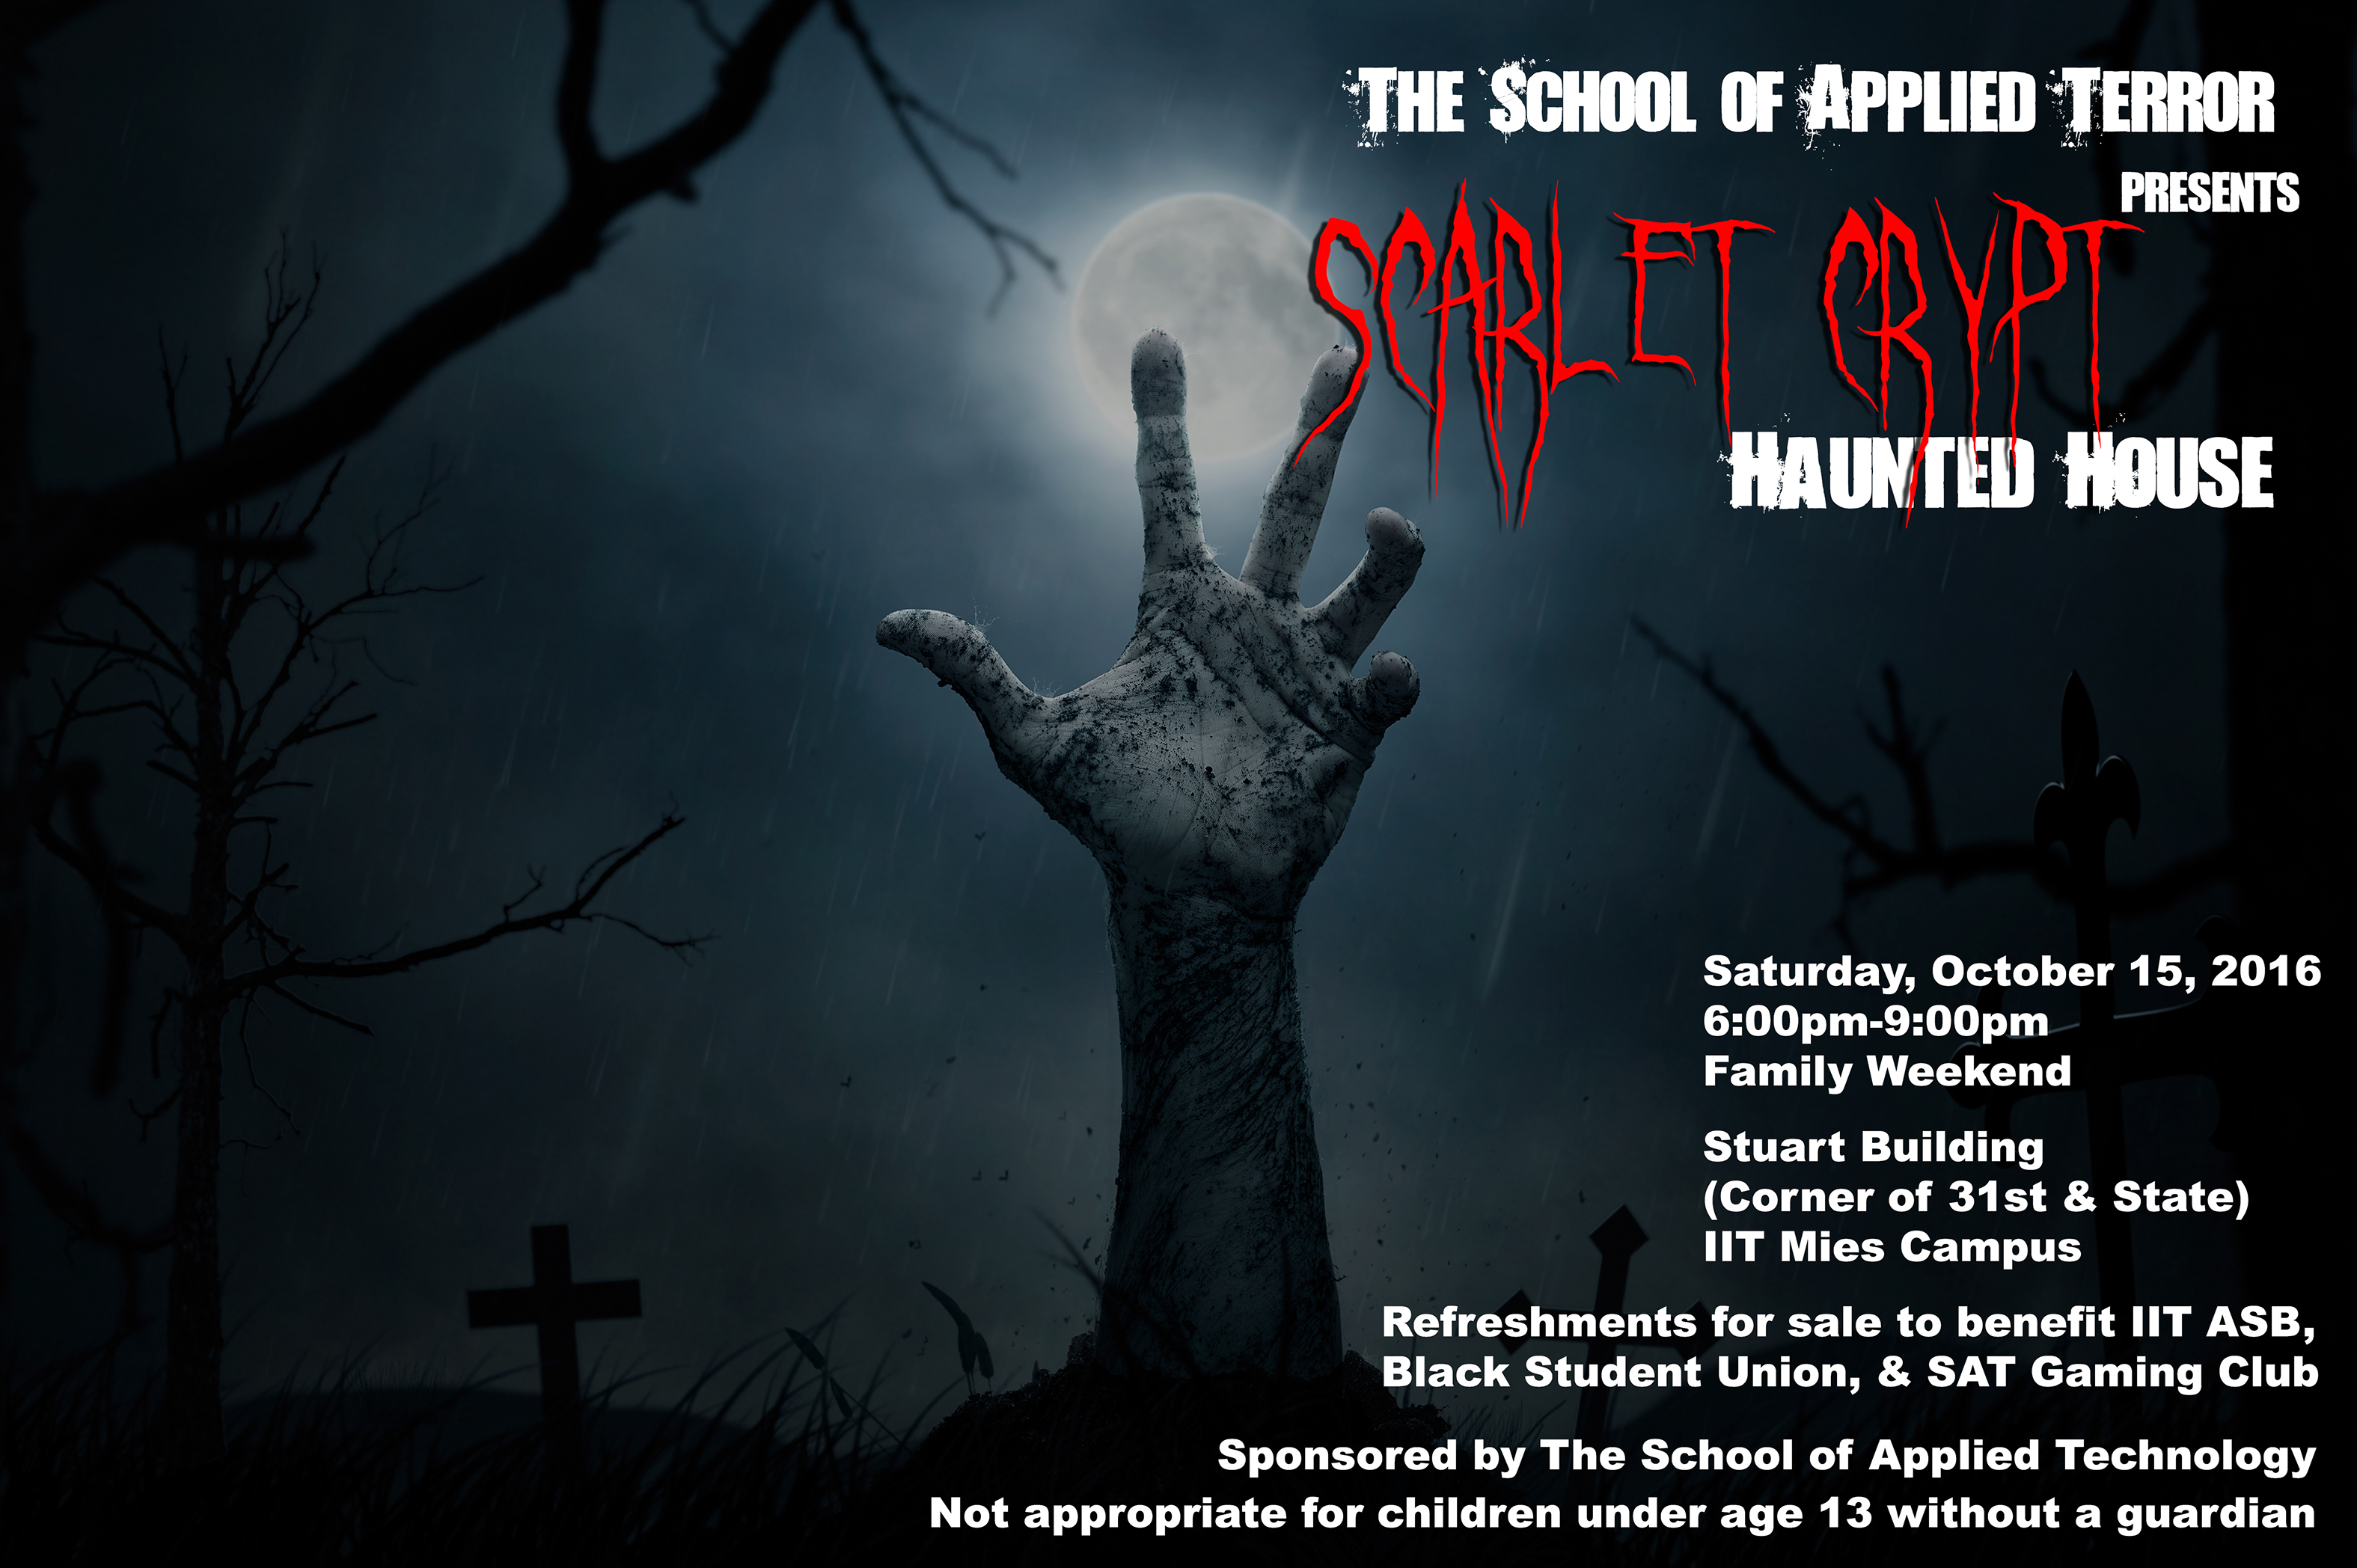 The School of Applied Terror
presents
Scarlet Crypt
Haunted House
Saturday, October 15, 2016
6:00pm-9:00pm
Family Weekend
Stuart Building
(Corner of 31st & State)
IIT Mies Campus
Refreshments for sale to benefit IIT ASB,
Black Student Union, & SAT Gaming Club
Sponsored by The School of Applied Technology
Not appropriate for children under age 13 without a guardian